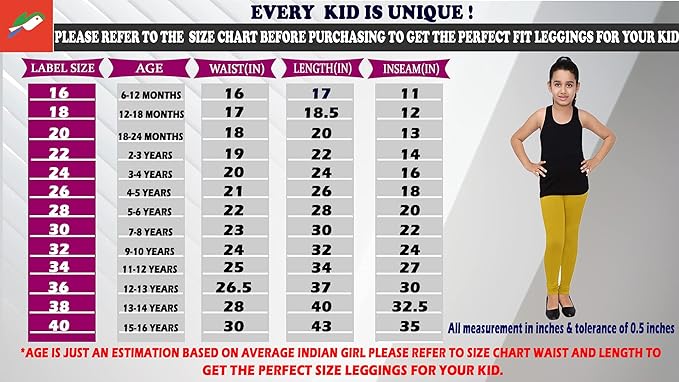 EVERY KID IS UNIQUE !
PLEASE REFER TO THE SIZE CHART BEFORE PURCHASING TO GET THE PERFECT FIT LEGGINGS FOR YOUR KID
LABEL SIZE AGE WAIST(IN) LENGTH(IN) INSEAM(IN)
16 6-12 MONTHS 16 17 11
18 12-18 MONTHS 17 18.5 12
20 18-24 MONTHS 18 20 13
22 2-3 YEARS 19 22 14
24 3-4 YEARS 20 24 16
26 4-5 YEARS 21 26 18
28 5-6 YEARS 22 28 20
30 7-8 YEARS 23 30 22
32 9-10 YEARS 24 32 24
34 11-12 YEARS 25 34 27
36 12-13 YEARS 26.5 37 30
38 13-14 YEARS 28 40 32.5
40 15-16 YEARS 30 43 35
All measurement in inches & tolerance of 0.5 inches
*AGE IS JUST AN ESTIMATION BASED ON AVERAGE INDIAN GIRL PLEASE REFER TO SIZE CHART WAIST AND LENGTH TO
GET THE PERFECT SIZE LEGGINGS FOR YOUR KID.